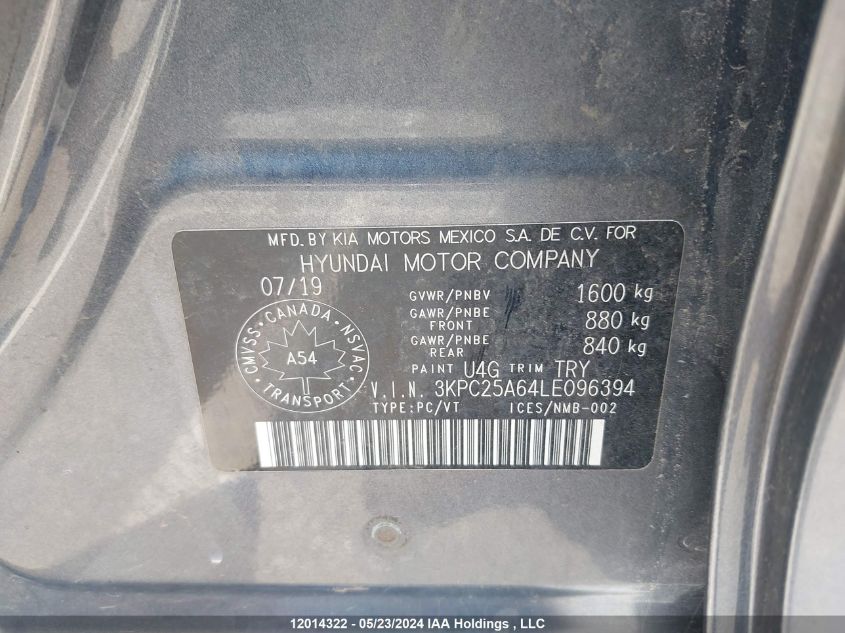 MFD. BY KIA MOTORS MEXICO S.A. DE C.V. FOR
HYUNDAI MOTOR COMPANY
07/19
GVWR/PNBV 1600 kg
GAWR/PNBE FRONT 880 kg
GAWR/PNBE REAR 840 kg
PAINT U4G TRIM TRY
V.I.N. 3KPC25A64LE096394
TYPE:PC/VT ICES/NMB-002
CMVSS • CANADA • NSVAC
A54
TRANSPORT
12014322 - 05/23/2024 IAA Holdings , LLC